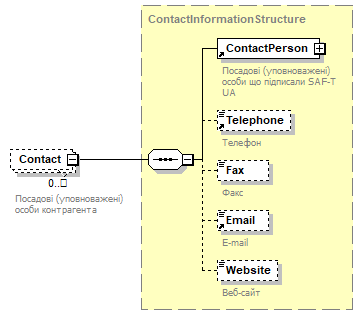 ContactInformationStructure
ContactPerson
Посадові (уповноважені)
особи що підписали SAF-T
UA
Telephone
Телефон
Contact
0..□
Посадові (уповноважені)
особи контрагента
Fax
Факс
Email
E-mail
Website
Веб-сайт